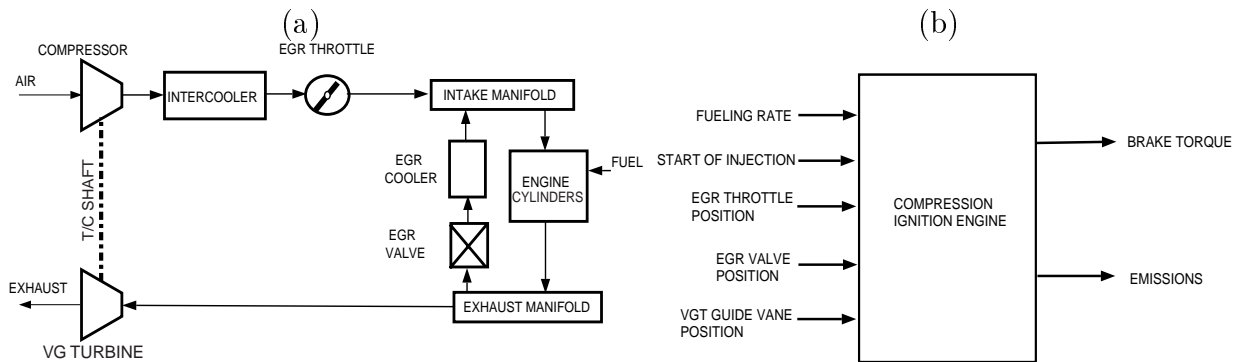 (a)
COMPRESSOR
EGR THROTTLE
AIR
INTERCOOLER
INTAKE MANIFOLD
EGR
COOLER
ENGINE
CYLINDERS
FUEL
T/C SHAFT
EGR
VALVE
EXHAUST
EXHAUST MANIFOLD
VG TURBINE
(b)
FUELING RATE
START OF INJECTION
EGR THROTTLE
POSITION
EGR VALVE
POSITION
VGT GUIDE VANE
POSITION
COMPRESSION
IGNITION ENGINE
BRAKE TORQUE
EMISSIONS